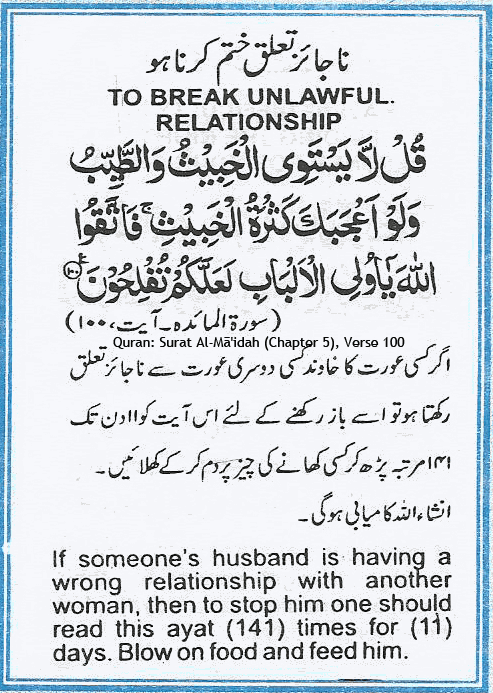 ناجائز تعلق ختم کرنا ہو
TO BREAK UNLAWFUL.
RELATIONSHIP
قُلْ لَّا يَسْتَوِى الْخَبِيْثُ وَالطَّيِّبُ
وَلَوْ اَعْجَبَكَ كَثْرَةُ الْخَبِيْثِ ۚ فَاتَّقُوا
اللّٰهَ يٰٓاُولِى الْاَلْبَابِ لَعَلَّكُمْ تُفْلِحُوْنَ ﴿۱۰۰﴾
(سورۃ المائدہ۔آیت،۱۰۰)
Quran: Surat Al-Mā'idah (Chapter 5), Verse 100
اگر کسی عورت کا خاوند کسی دوسری عورت سے ناجائز تعلق
رکھتا ہو تو اسے باز رکھنے کے لئے اس آیت کو ۱۱ دن تک
۱۴۱ مرتبہ پڑھ کر کسی کھانے کی چیز پر دم کر کے کھلائیں۔
انشاء اللہ کامیابی ہوگی۔
If someone's husband is having a
wrong relationship with another
woman, then to stop him one should
read this ayat (141) times for (11)
days. Blow on food and feed him.